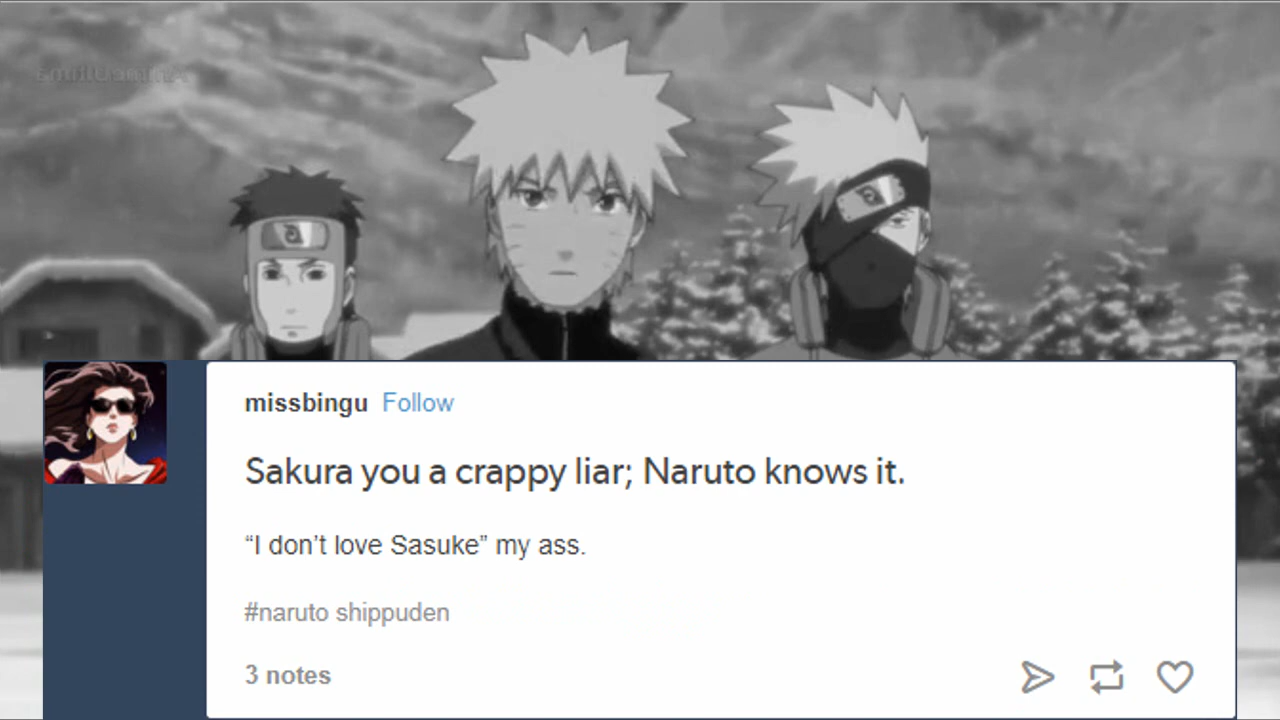 missbingu Follow
Sakura you a crappy liar; Naruto knows it.
“I don’t love Sasuke” my ass.
#naruto shippuden
3 notes